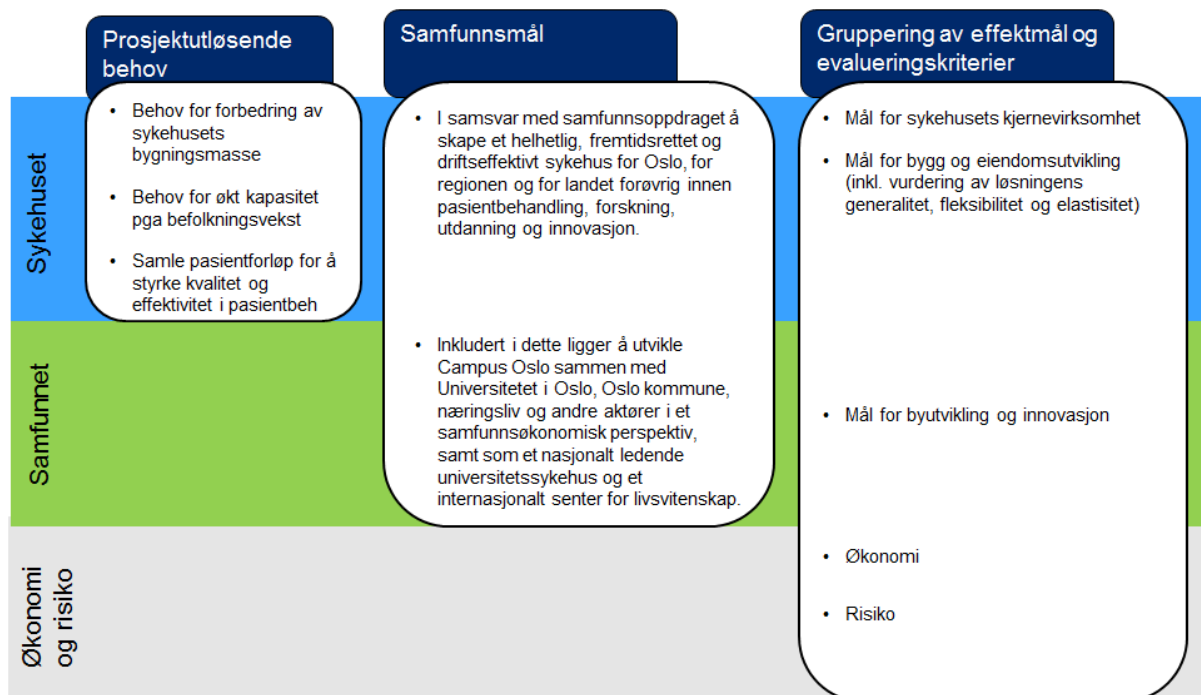 Prosjektutløsende
behov
Samfunnsmål
Gruppering av effektmål og
evalueringskriterier
Sykehuset
• Behov for forbedring av
sykehusets
bygningsmasse
• Behov for økt kapasitet
pga befolkningsvekst
• Samle pasientforløp for å
styrke kvalitet og
effektivitet i pasientbeh
• I samsvar med samfunnsoppdraget å
skape et helhetlig, fremtidsrettet og
driftseffektivt sykehus for Oslo, for
regionen og for landet forøvrig innen
pasientbehandling, forskning,
utdanning og innovasjon.
• Mål for sykehusets kjernevirksomhet
• Mål for bygg og eiendomsutvikling
(inkl. vurdering av løsningens
generalitet, fleksibilitet og elastisitet)
Samfunnet
• Inkludert i dette ligger å utvikle
Campus Oslo sammen med
Universitetet i Oslo, Oslo kommune,
næringsliv og andre aktører i et
samfunnsøkonomisk perspektiv,
samt som et nasjonalt ledende
universitetssykehus og et
internasjonalt senter for livsvitenskap.
• Mål for byutvikling og innovasjon
Økonomi
og risiko
• Økonomi
• Risiko